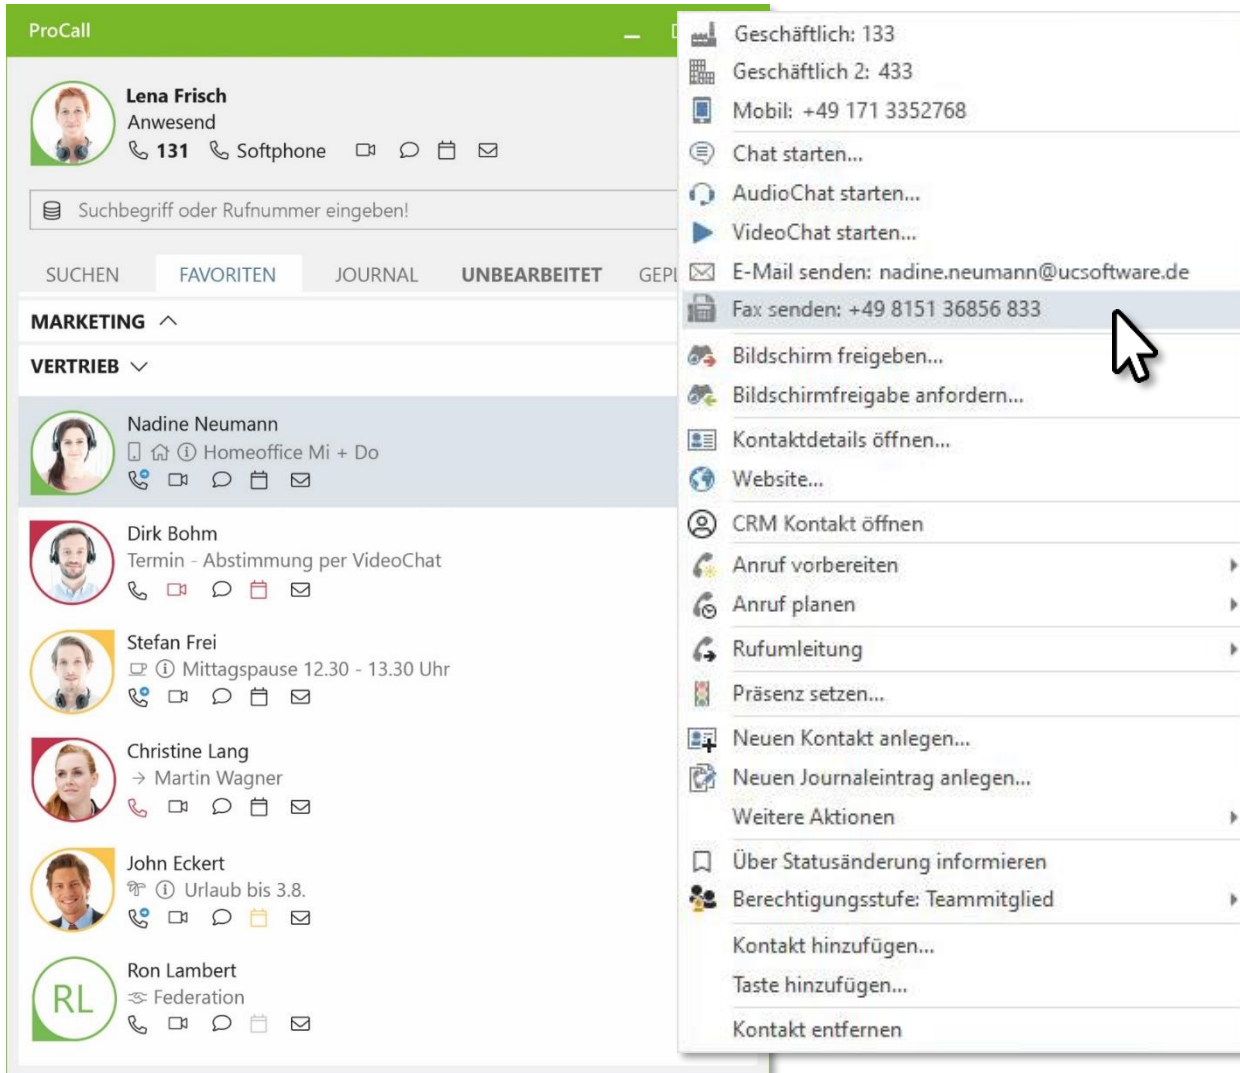 ProCall
Lena Frisch
Anwesend
131 Softphone
Suchbegriff oder Rufnummer eingeben!
SUCHEN FAVORITEN JOURNAL UNBEARBEITET
MARKETING
VERTRIEB
Nadine Neumann
Homeoffice Mi + Do
Dirk Bohm
Termin - Abstimmung per VideoChat
Stefan Frei
Mittagspause 12.30 - 13.30 Uhr
Christine Lang
→ Martin Wagner
John Eckert
Urlaub bis 3.8.
RL
Ron Lambert
Federation
Geschäftlich: 133
Geschäftlich 2: 433
Mobil: +49 171 3352768
Chat starten...
AudioChat starten...
VideoChat starten...
E-Mail senden: nadine.neumann@ucsoftware.de
Fax senden: +49 8151 36856 833
Bildschirm freigeben...
Bildschirmfreigabe anfordern...
Kontaktdetails öffnen...
Website...
CRM Kontakt öffnen
Anruf vorbereiten
Anruf planen
Rufumleitung
Präsenz setzen...
Neuen Kontakt anlegen...
Neuen Journaleintrag anlegen...
Weitere Aktionen
Über Statusänderung informieren
Berechtigungsstufe: Teammitglied
Kontakt hinzufügen...
Taste hinzufügen...
Kontakt entfernen